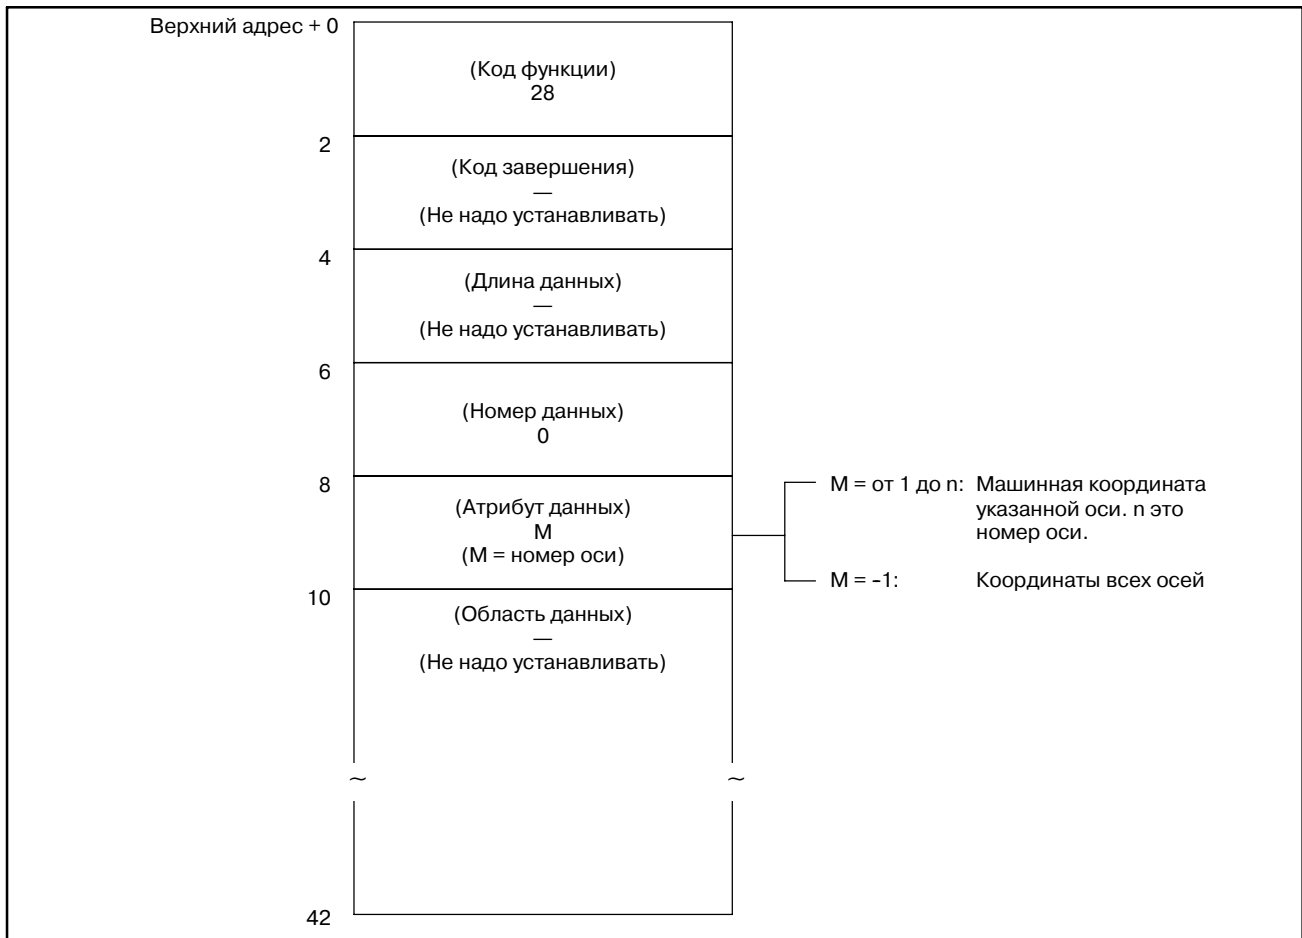 Верхний адрес + 0
(Код функции)
28
2
(Код завершения)
—
(Не надо устанавливать)
4
(Длина данных)
—
(Не надо устанавливать)
6
(Номер данных)
0
8
(Атрибут данных)
M
(M = номер оси)
M = от 1 до n: Машинная координата
указанной оси. n это
номер оси.
M = -1: Координаты всех осей
10
(Область данных)
—
(Не надо устанавливать)
~ ~
42